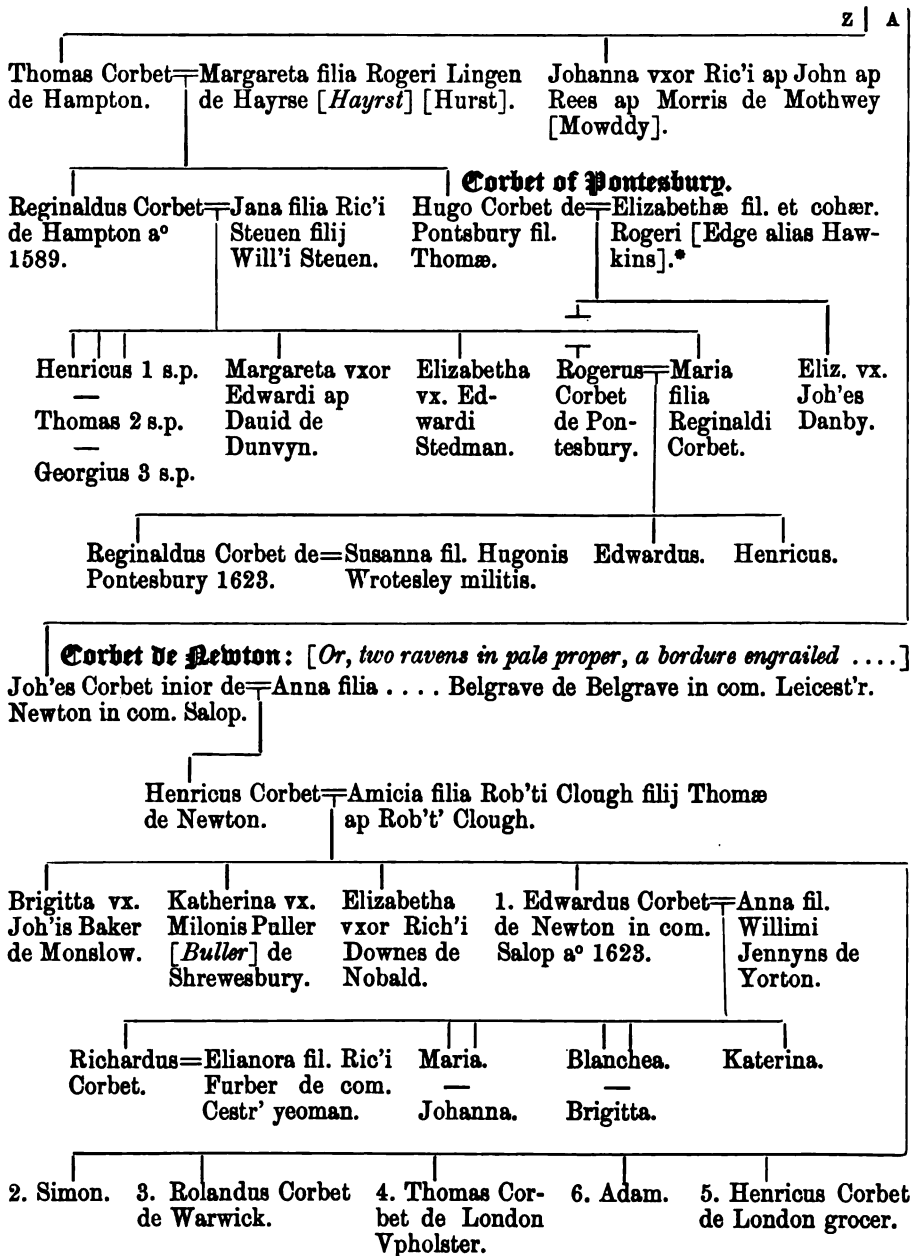 Z A
Thomas Corbet=Margareta filia Rogeri Lingen
de Hampton. de Hayrse [Hayrst] [Hurst].
Johanna vxor Ric'i ap John ap
Rees ap Morris de Mothwey
[Mowddy].
Corbet of Pontesbury.
Reginaldus Corbet=Jana filia Ric'i
de Hampton aº Steuen filij
1589. Will'i Steuen.
Hugo Corbet de=Elizabethæ fil. et cohær.
Pontsbury fil. Rogeri [Edge alias Haw-
Thomæ. kins].*
Henricus 1 s.p.
—
Thomas 2 s.p.
—
Georgius 3 s.p.
Margareta vxor
Edwardi ap
Dauid de
Dunvyn.
Elizabetha
vx. Ed-
wardi
Stedman.
Rogerus=Maria
Corbet filia
de Pon- Reginaldi
tesbury. Corbet.
Eliz. vx.
Joh'es
Danby.
Reginaldus Corbet de=Susanna fil. Hugonis
Pontesbury 1623. Wrotesley militis.
Edwardus. Henricus.
Corbet de Newton: [Or, two ravens in pale proper, a bordure engrailed ....]
Joh'es Corbet inior de=Anna filia .... Belgrave de Belgrave in com. Leicest'r.
Newton in com. Salop.
Henricus Corbet=Amicia filia Rob'ti Clough filij Thomæ
de Newton. ap Rob't' Clough.
Brigitta vx.
Joh'is Baker
de Monslow.
Katherina vx.
Milonis Puller
[Buller] de
Shrewesbury.
Elizabetha
vxor Rich'i
Downes de
Nobald.
1. Edwardus Corbet=Anna fil.
de Newton in com. Willimi
Salop aº 1623. Jennyns de
Yorton.
Richardus=Elianora fil. Ric'i
Corbet. Furber de com.
Cestr' yeoman.
Maria.
—
Johanna.
Blanchea.
—
Brigitta.
Katerina.
2. Simon.
3. Rolandus Corbet
de Warwick.
4. Thomas Cor-
bet de London
Vpholster.
6. Adam.
5. Henricus Corbet
de London grocer.